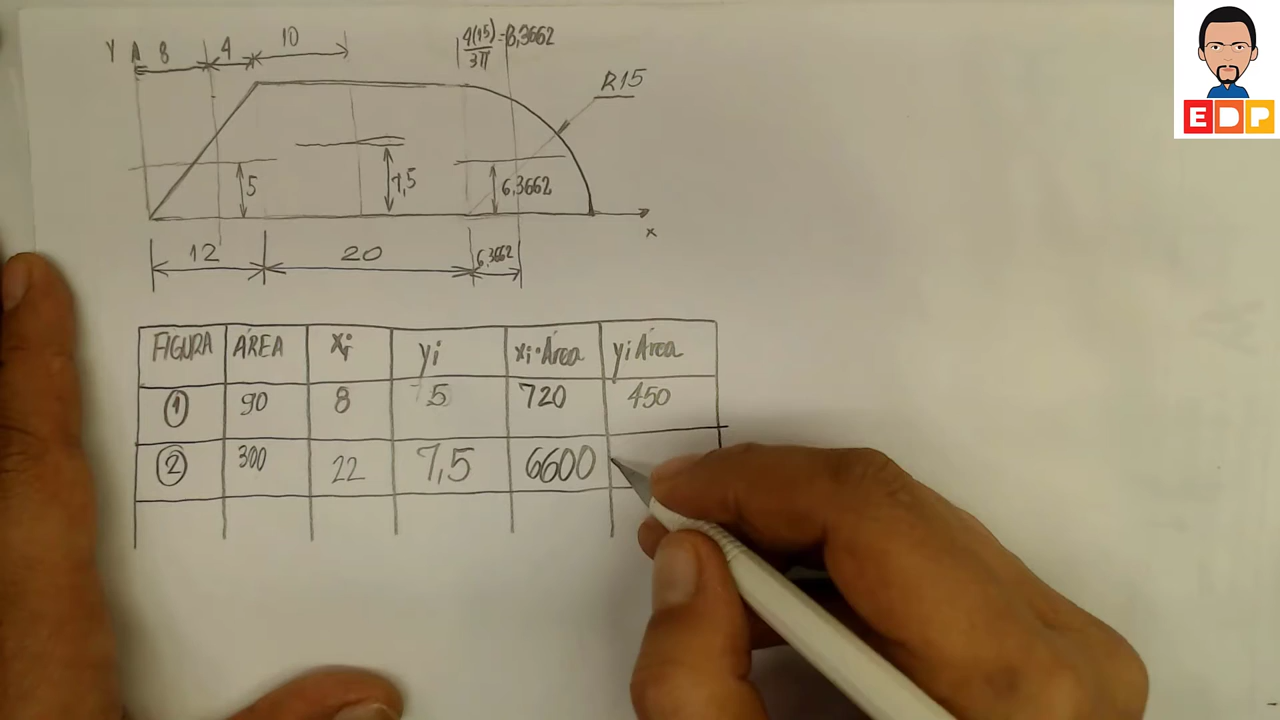 Y 8 4 10
4(15)/3π = 8,3662
R15
5
7,5
6,3662
x
12 20 6,3662
FIGURA ÁREA xi yi xi·Área yi Área
1 90 8 5 720 450
2 300 22 7,5 6600
EDP